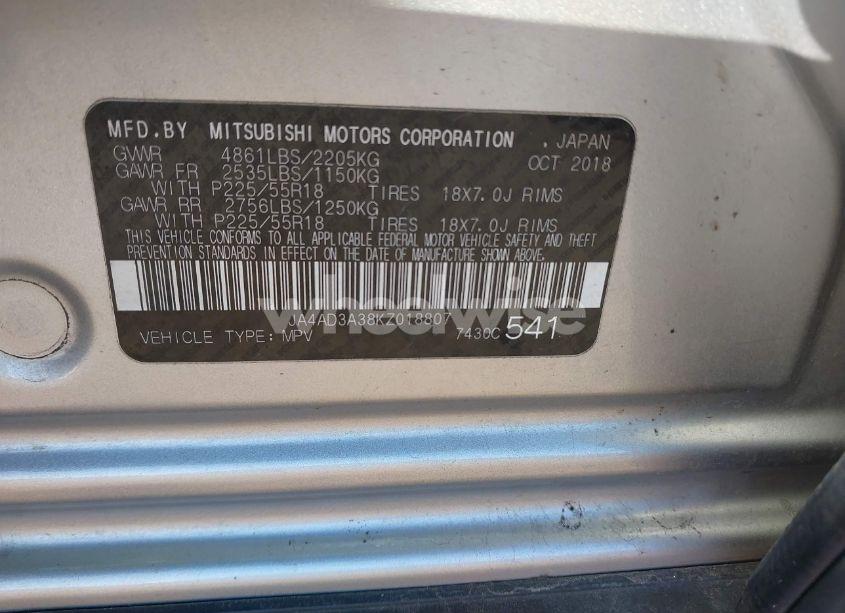 MFD.BY MITSUBISHI MOTORS CORPORATION . JAPAN
GVWR 4861LBS/2205KG OCT 2018
GAWR FR 2535LBS/1150KG
WITH P225/55R18 TIRES 18X7.0J RIMS
GAWR RR 2756LBS/1250KG
WITH P225/55R18 TIRES 18X7.0J RIMS
THIS VEHICLE CONFORMS TO ALL APPLICABLE FEDERAL MOTOR VEHICLE SAFETY AND THEFT
PREVENTION STANDARDS IN EFFECT ON THE DATE OF MANUFACTURE SHOWN ABOVE.
JA4AD3A38KZ018807
wheelwise
VEHICLE TYPE: MPV 7430C 541